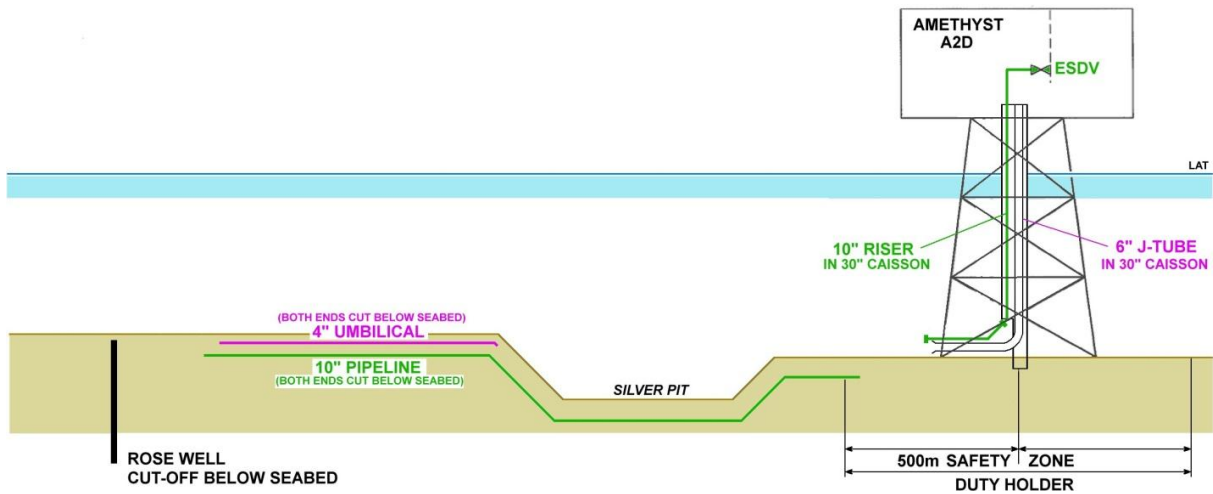 AMETHYST
A2D
ESDV
LAT
10" RISER
IN 30" CAISSON
6" J-TUBE
IN 30" CAISSON
(BOTH ENDS CUT BELOW SEABED)
4" UMBILICAL
10" PIPELINE
(BOTH ENDS CUT BELOW SEABED)
SILVER PIT
ROSE WELL
CUT-OFF BELOW SEABED
500m SAFETY ZONE
DUTY HOLDER